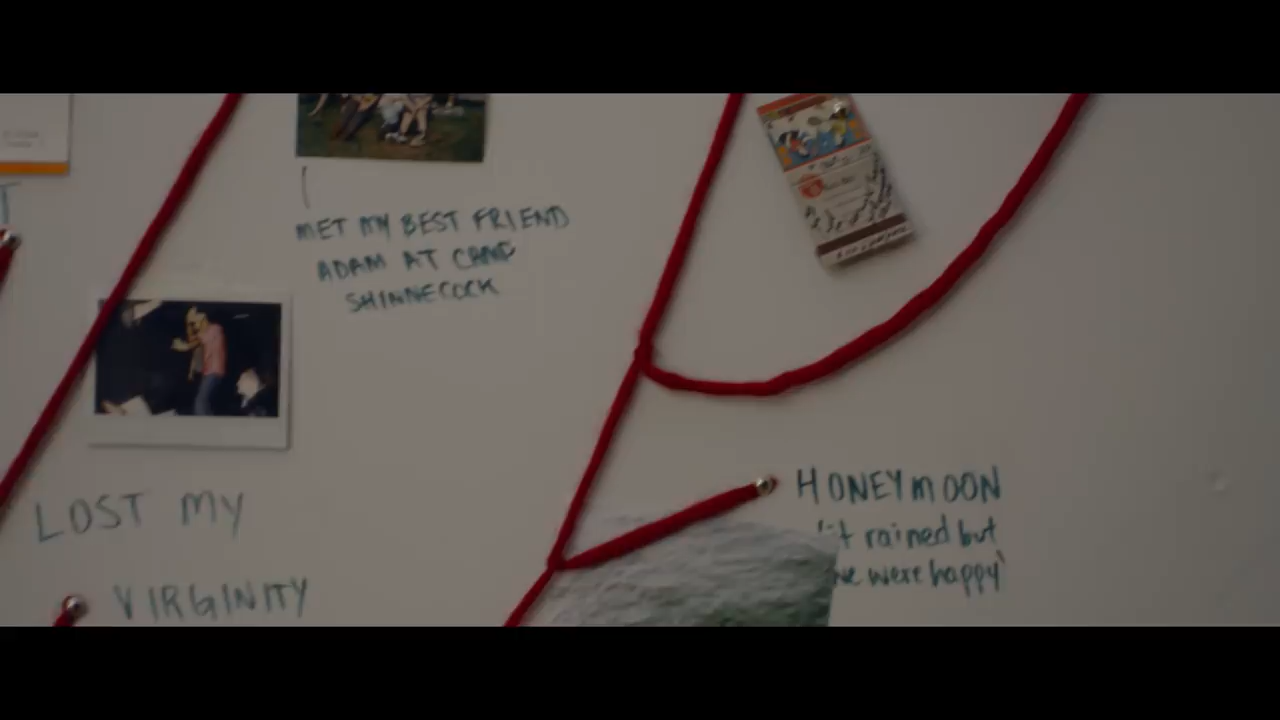 MET MY BEST FRIEND
ADAM AT CAMP
SHINNECOCK
LOST MY
VIRGINITY
HONEYMOON
"it rained but
we were happy"